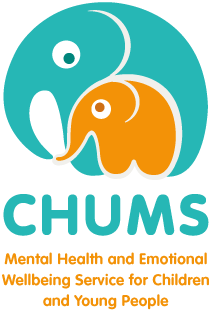 CHUMS
Mental Health and Emotional
Wellbeing Service for Children
and Young People